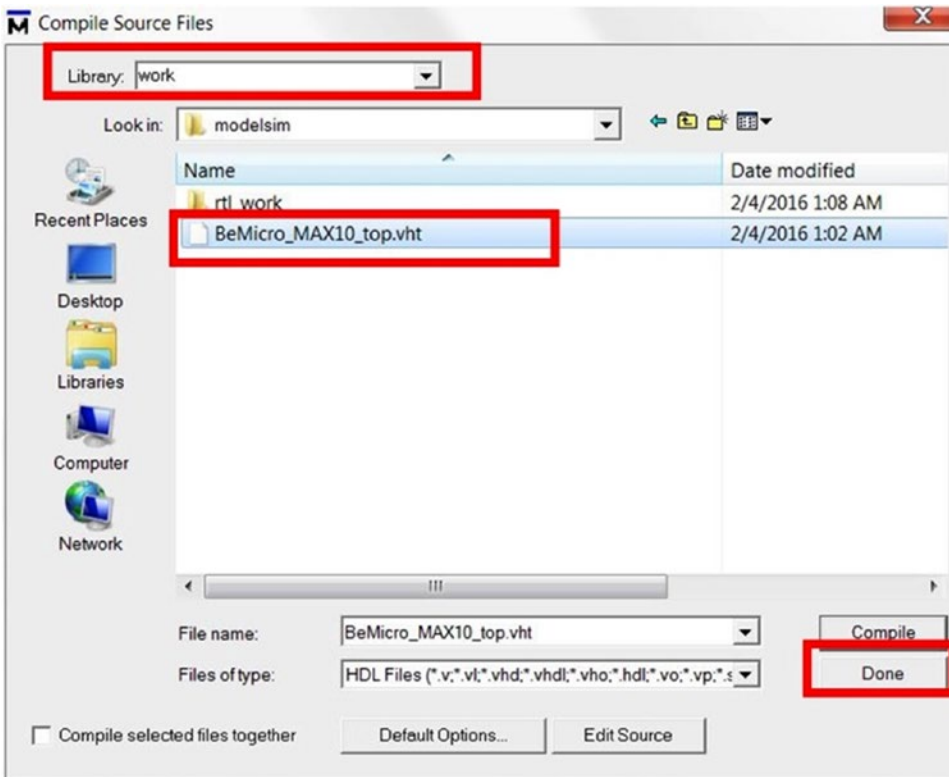 M Compile Source Files
X
Library: work
Look in: modelsim
Name Date modified
rtl_work 2/4/2016 1:08 AM
BeMicro_MAX10_top.vht 2/4/2016 1:02 AM
Recent Places
Desktop
Libraries
Computer
Network
File name: BeMicro_MAX10_top.vht Compile
Files of type: HDL Files (*.v;*.vl;*.vhd;*.vhdl;*.vho;*.hdl;*.vo;*.vp;*.s Done
Compile selected files together Default Options... Edit Source